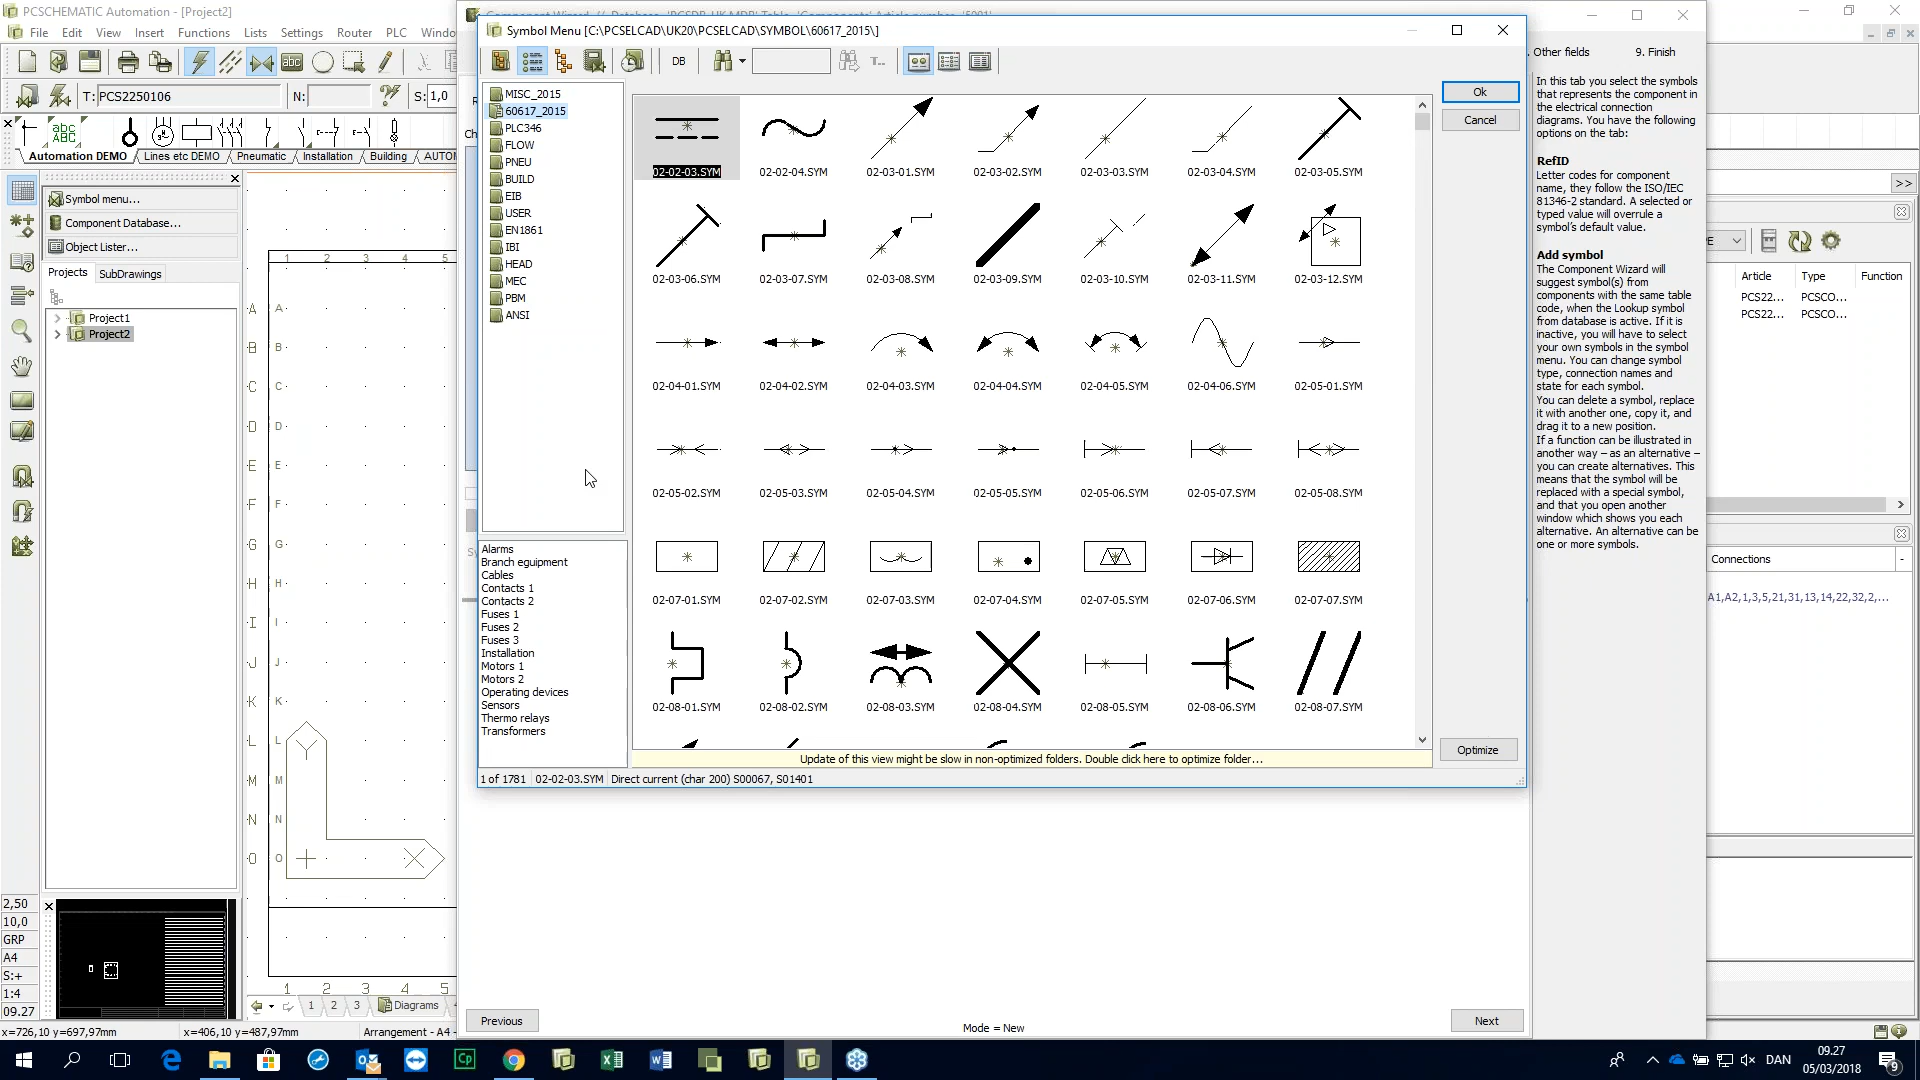 PCSCHEMATIC Automation - [Project2]
File Edit View Insert Functions Lists Settings Router PLC Windo
T: PCS2250106 N: S: 1,0
Automation DEMO Lines etc DEMO Pneumatic Installation Building AUTOM
Symbol menu...
Component Database...
Object Lister...
Projects SubDrawings
Project1
Project2
2,50
10,0
GRP
A4
S:+
1:4
09.27
1 2 3 4 5
A
B
C
D
E
F
G
H
I
J
K
L
M
N
O
1 2 3 4 5
1 2 3 Diagrams
x=726,10 y=697,97mm x=406,10 y=487,97mm Arrangement - A4 -
Symbol Menu [C:\PCSELCAD\UK20\PCSELCAD\SYMBOL\60617_2015\]
DB T...
MISC_2015
60617_2015
PLC346
FLOW
PNEU
BUILD
EIB
USER
EN1861
IBI
HEAD
MEC
PBM
ANSI
Alarms
Branch equipment
Cables
Contacts 1
Contacts 2
Fuses 1
Fuses 2
Fuses 3
Installation
Motors 1
Motors 2
Operating devices
Sensors
Thermo relays
Transformers
02-02-03.SYM 02-02-04.SYM 02-03-01.SYM 02-03-02.SYM 02-03-03.SYM 02-03-04.SYM 02-03-05.SYM
02-03-06.SYM 02-03-07.SYM 02-03-08.SYM 02-03-09.SYM 02-03-10.SYM 02-03-11.SYM 02-03-12.SYM
02-04-01.SYM 02-04-02.SYM 02-04-03.SYM 02-04-04.SYM 02-04-05.SYM 02-04-06.SYM 02-05-01.SYM
02-05-02.SYM 02-05-03.SYM 02-05-04.SYM 02-05-05.SYM 02-05-06.SYM 02-05-07.SYM 02-05-08.SYM
02-07-01.SYM 02-07-02.SYM 02-07-03.SYM 02-07-04.SYM 02-07-05.SYM 02-07-06.SYM 02-07-07.SYM
02-08-01.SYM 02-08-02.SYM 02-08-03.SYM 02-08-04.SYM 02-08-05.SYM 02-08-06.SYM 02-08-07.SYM
Update of this view might be slow in non-optimized folders. Double click here to optimize folder...
1 of 1781 02-02-03.SYM Direct current (char 200) S00067, S01401
Ok
Cancel
Optimize
Other fields 9. Finish
In this tab you select the symbols
that represents the component in
the electrical connection
diagrams. You have the following
options on the tab:
RefID
Letter codes for component
name, they follow the ISO/IEC
81346-2 standard. A selected or
typed value will overrule a
symbol's default value.
Add symbol
The Component Wizard will
suggest symbol(s) from
components with the same table
code, when the Lookup symbol
from database is active. If it is
inactive, you will have to select
your own symbols in the symbol
menu. You can change symbol
type, connection names and
state for each symbol.
You can delete a symbol, replace
it with another one, copy it, and
drag it to a new position.
If a function can be illustrated in
another way – as an alternative –
you can create alternatives. This
means that the symbol will be
replaced with a special symbol,
and that you open another
window which shows you each
alternative. An alternative can be
one or more symbols.
Previous
Mode = New
Next
>>
Article Type Function
PCS22... PCSCO...
PCS22... PCSCO...
Connections
A1,A2,1,3,5,21,31,13,14,22,32,2,...
DAN
09.27
05/03/2018
9